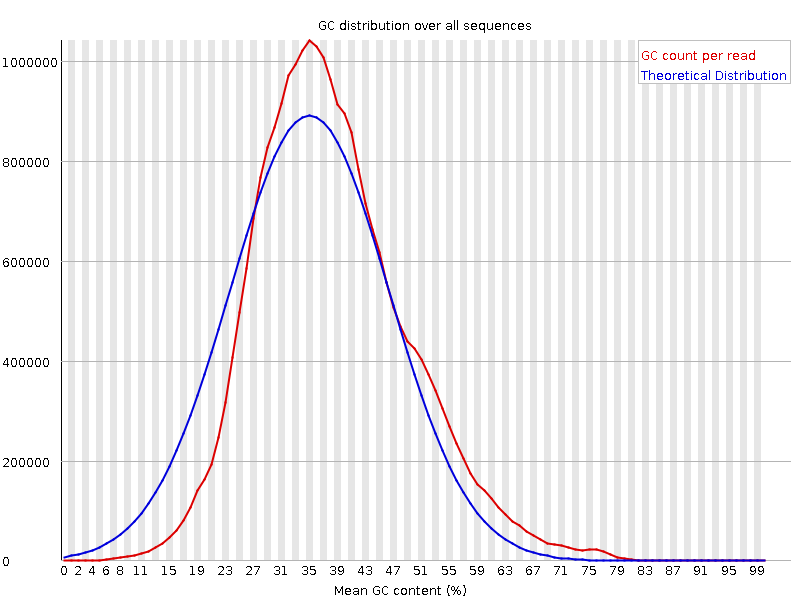 GC distribution over all sequences
GC count per read
Theoretical Distribution
1000000
800000
600000
400000
200000
0
0 2 4 6 8 11 15 19 23 27 31 35 39 43 47 51 55 59 63 67 71 75 79 83 87 91 95 99
Mean GC content (%)